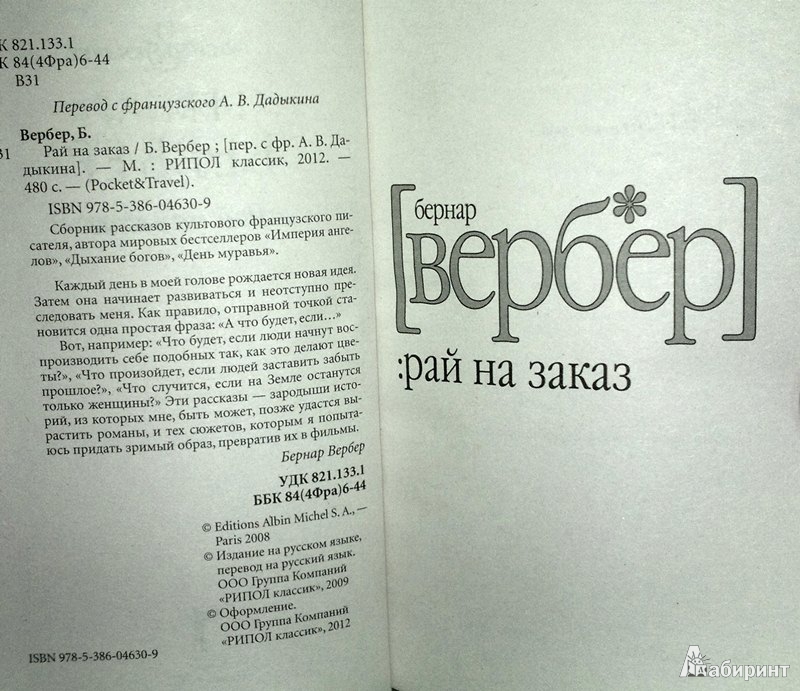 К 821.133.1
К 84(4Фра)6-44
В31
Перевод с французского А. В. Дадыкина
Вербер, Б.
31 Рай на заказ / Б. Вербер ; [пер. с фр. А. В. Да-
дыкина]. — М. : РИПОЛ классик, 2012. —
480 с. — (Pocket&Travel).
ISBN 978-5-386-04630-9
Сборник рассказов культового французского пи-
сателя, автора мировых бестселлеров «Империя анге-
лов», «Дыхание богов», «День муравья».
Каждый день в моей голове рождается новая идея.
Затем она начинает развиваться и неотступно пре-
следовать меня. Как правило, отправной точкой ста-
новится одна простая фраза: «А что будет, если…»
Вот, например: «Что будет, если люди начнут вос-
производить себе подобных так, как это делают цве-
ты?», «Что произойдет, если людей заставить забыть
прошлое?», «Что случится, если на Земле останутся
только женщины?» Эти рассказы — зародыши исто-
рий, из которых мне, быть может, позже удастся вы-
растить романы, и тех сюжетов, которым я попыта-
юсь придать зримый образ, превратив их в фильмы.
Бернар Вербер
УДК 821.133.1
ББК 84(4Фра)6-44
© Editions Albin Michel S. A., —
Paris 2008
© Издание на русском языке,
перевод на русский язык.
ООО Группа Компаний
«РИПОЛ классик», 2009
© Оформление.
ООО Группа Компаний
«РИПОЛ классик», 2012
ISBN 978-5-386-04630-9
[бернар
вербер]
:рай на заказ
Лабиринт